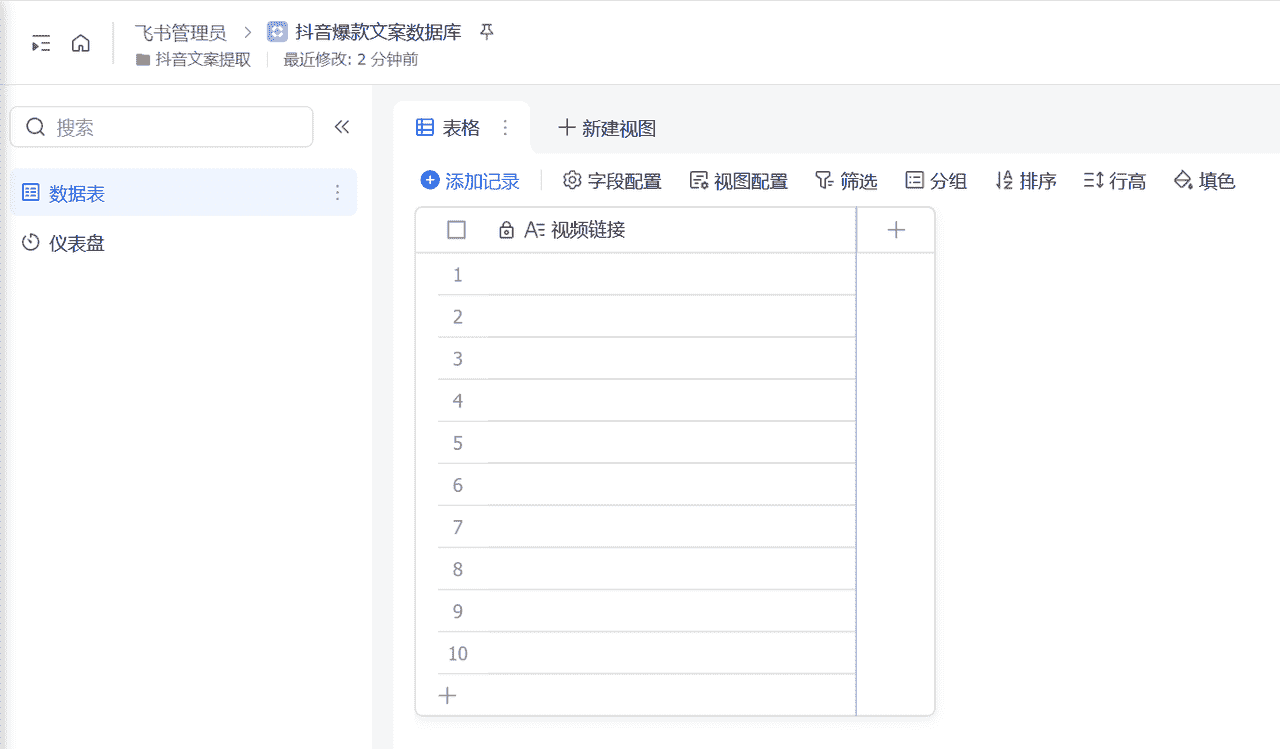 飞书管理员 > 抖音爆款文案数据库
抖音文案提取 最近修改: 2 分钟前
搜索
数据表
仪表盘
表格 新建视图
添加记录 字段配置 视图配置 筛选 分组 排序 行高 填色
视频链接
1
2
3
4
5
6
7
8
9
10